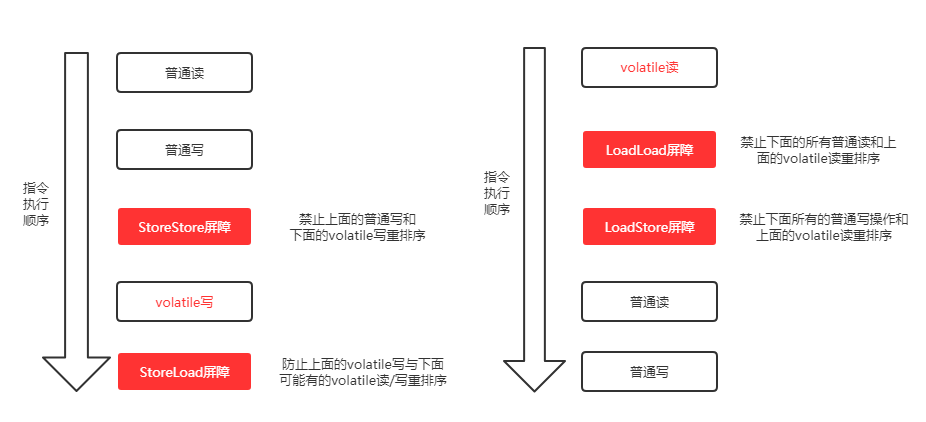 普通读
普通写
指令
执行
顺序
StoreStore屏障
禁止上面的普通写和
下面的volatile写重排序
volatile写
StoreLoad屏障
防止上面的volatile写与下面
可能有的volatile读/写重排序
volatile读
LoadLoad屏障
禁止下面的所有普通读和上
面的volatile读重排序
指令
执行
顺序
LoadStore屏障
禁止下面所有的普通写操作和
上面的volatile读重排序
普通读
普通写